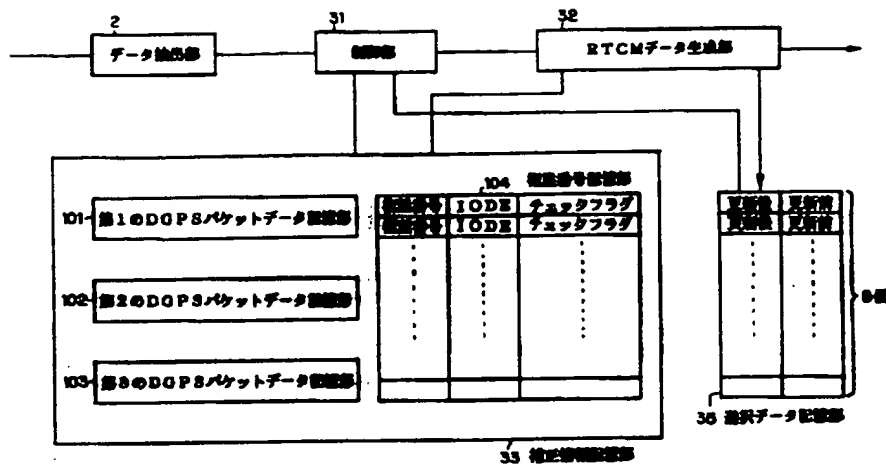 2
31
32
データ抽出部
制御部
RTCMデータ生成部
104 衛星番号記憶部
衛星番号 IODE チェックフラグ
衛星番号 IODE チェックフラグ
更新後 更新前
更新後 更新前
101 第1のDGPSパケットデータ記憶部
102 第2のDGPSパケットデータ記憶部
103 第3のDGPSパケットデータ記憶部
35 選択データ記憶部
33 補正情報記憶部